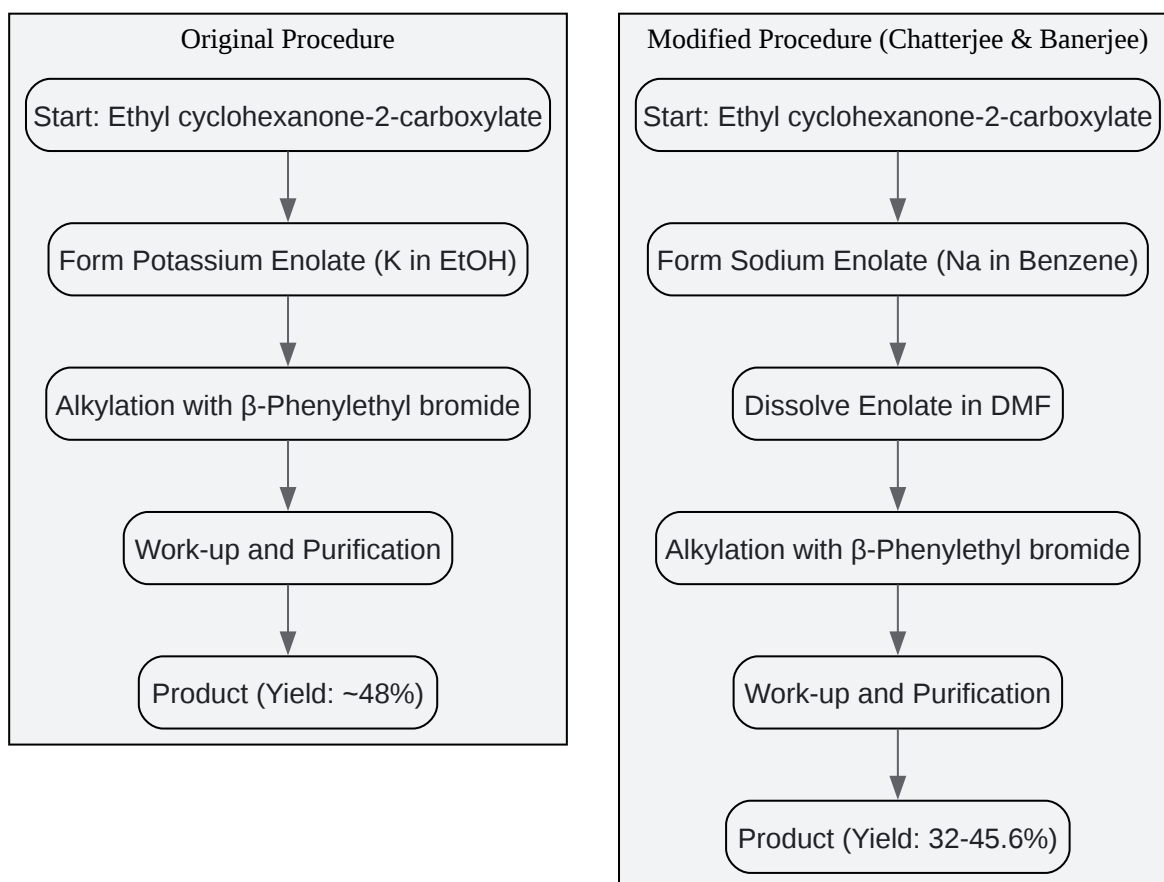 Original Procedure
Start: Ethyl cyclohexanone-2-carboxylate
Form Potassium Enolate (K in EtOH)
Alkylation with β-Phenylethyl bromide
Work-up and Purification
Product (Yield: ~48%)
Modified Procedure (Chatterjee & Banerjee)
Start: Ethyl cyclohexanone-2-carboxylate
Form Sodium Enolate (Na in Benzene)
Dissolve Enolate in DMF
Alkylation with β-Phenylethyl bromide
Work-up and Purification
Product (Yield: 32-45.6%)